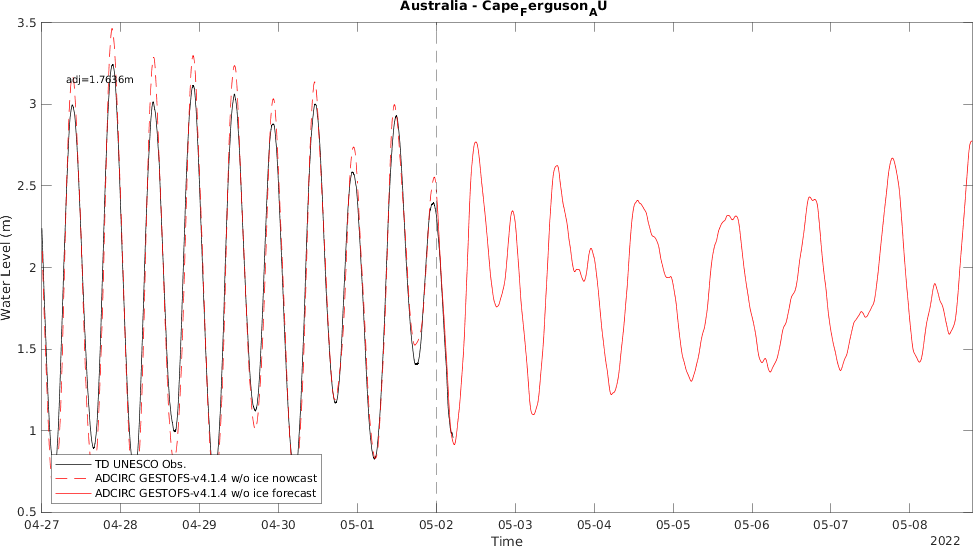 Australia - Cape_Ferguson_AU
3.5
3
2.5
2
1.5
1
0.5
Water Level (m)
adj=1.7636m
TD UNESCO Obs.
ADCIRC GESTOFS-v4.1.4 w/o ice nowcast
ADCIRC GESTOFS-v4.1.4 w/o ice forecast
04-27 04-28 04-29 04-30 05-01 05-02 05-03 05-04 05-05 05-06 05-07 05-08
Time
2022